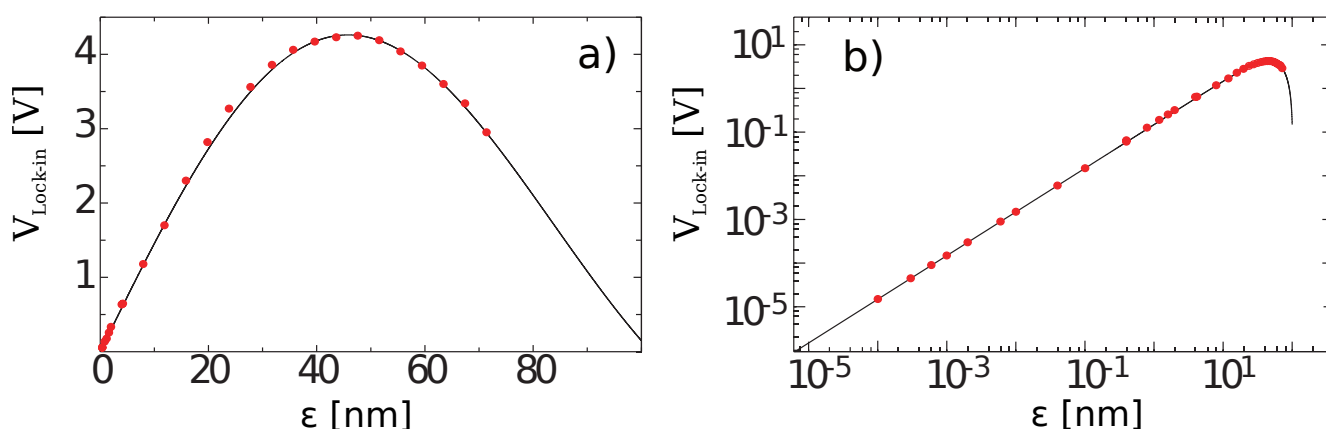 a)
4
3
2
1
0
20
40
60
80
V_Lock-in [V]
ε [nm]
b)
10^1
10^-1
10^-3
10^-5
10^-5
10^-3
10^-1
10^1
V_Lock-in [V]
ε [nm]